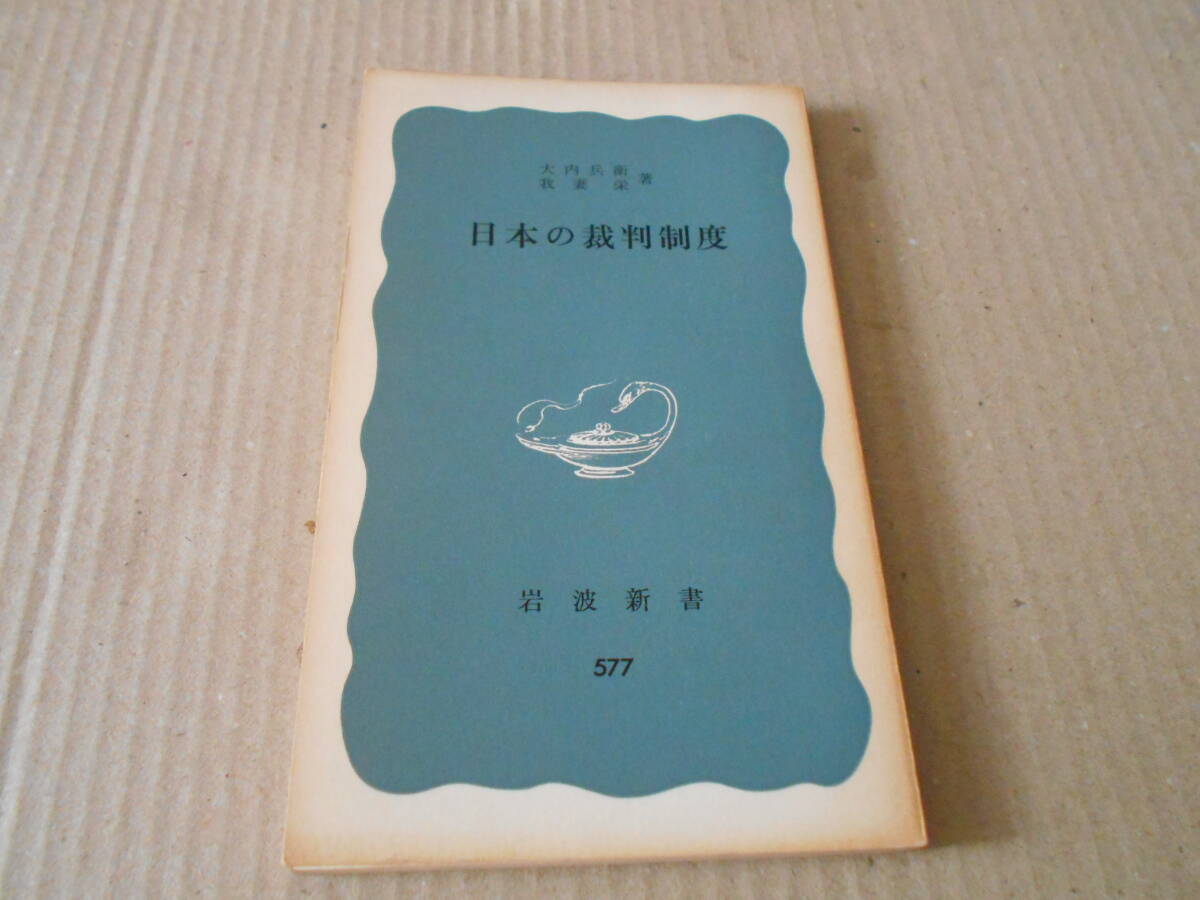 大内兵衛
我妻栄 著
日本の裁判制度
岩波新書
577